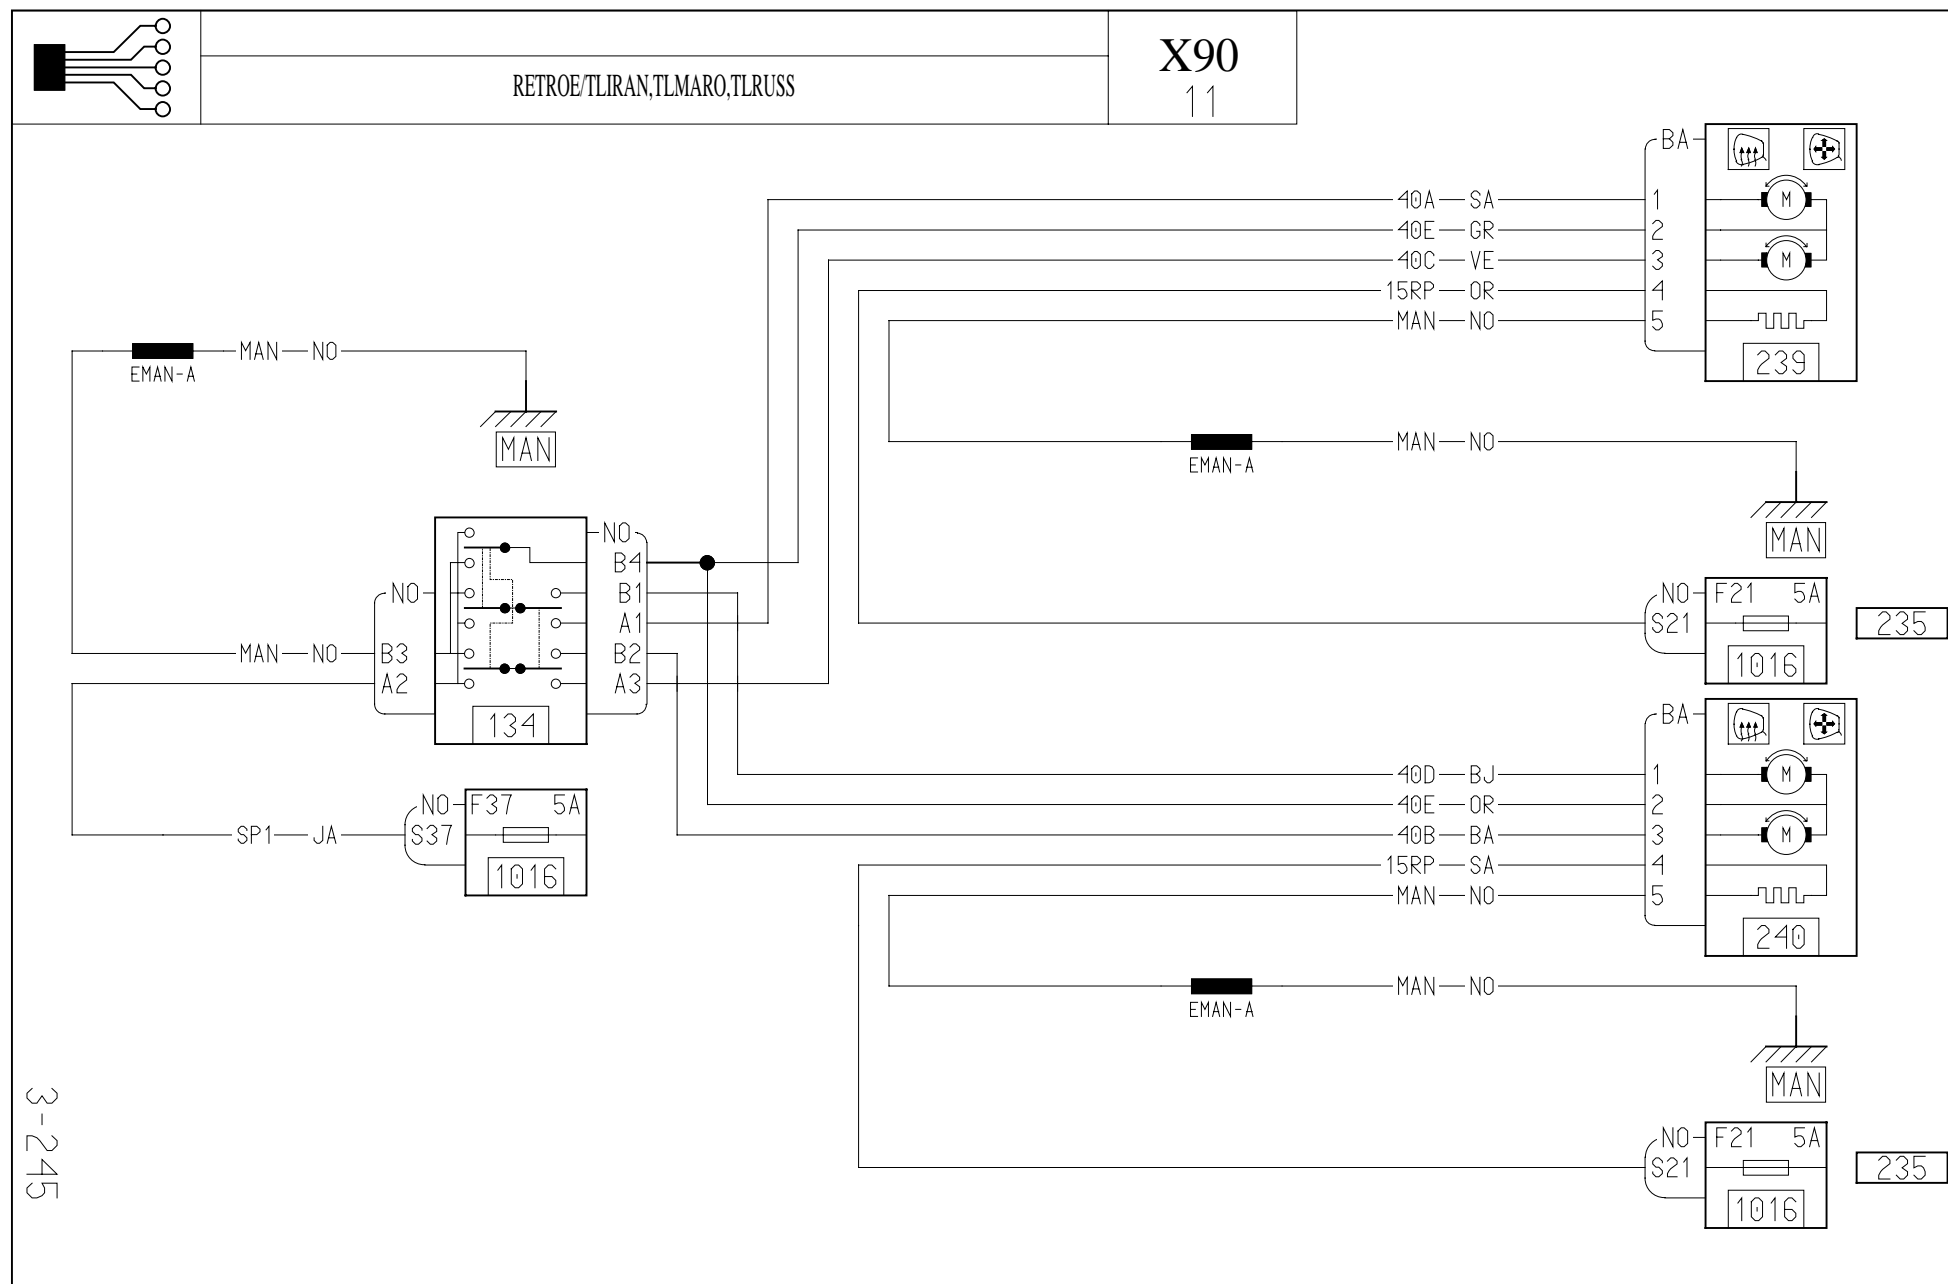 RETROE/TLIRAN,TLMARO,TLRUSS
X90
11
BA
40A SA 1
40E GR 2
40C VE 3
15RP OR 4
MAN NO 5
M
M
239
MAN NO
EMAN-A
MAN
MAN NO
EMAN-A
MAN
NO
B4
B1
A1
B2
A3
NO
MAN NO B3
A2
134
NO F21 5A
S21
1016
235
BA
40D BJ 1
40E OR 2
40B BA 3
15RP SA 4
MAN NO 5
M
M
240
NO F37 5A
SP1 JA S37
1016
MAN NO
EMAN-A
MAN
NO F21 5A
S21
1016
235
3-245